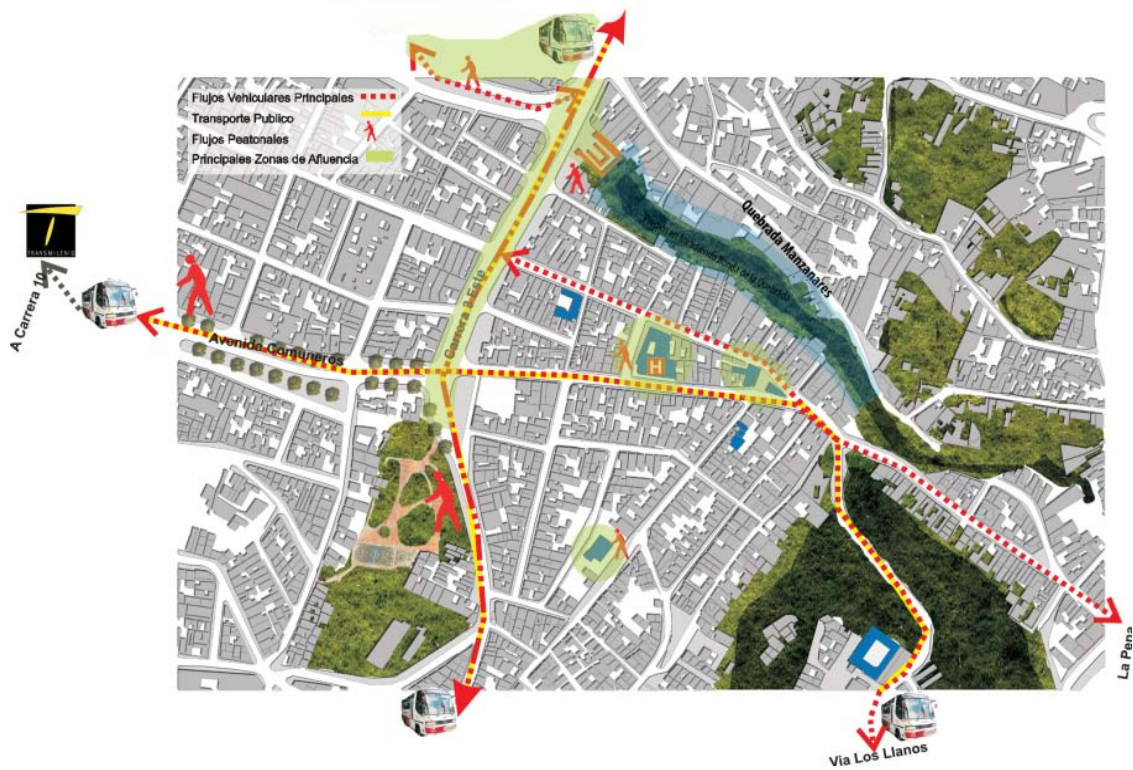 Flujos Vehiculares Principales
Transporte Publico
Flujos Peatonales
Principales Zonas de Afluencia
TRANSMILENIO
A Carrera 10
Avenida Comuneros
Carrera 3 Este
Quebrada Manzanares
H
La Pena
Via Los Llanos